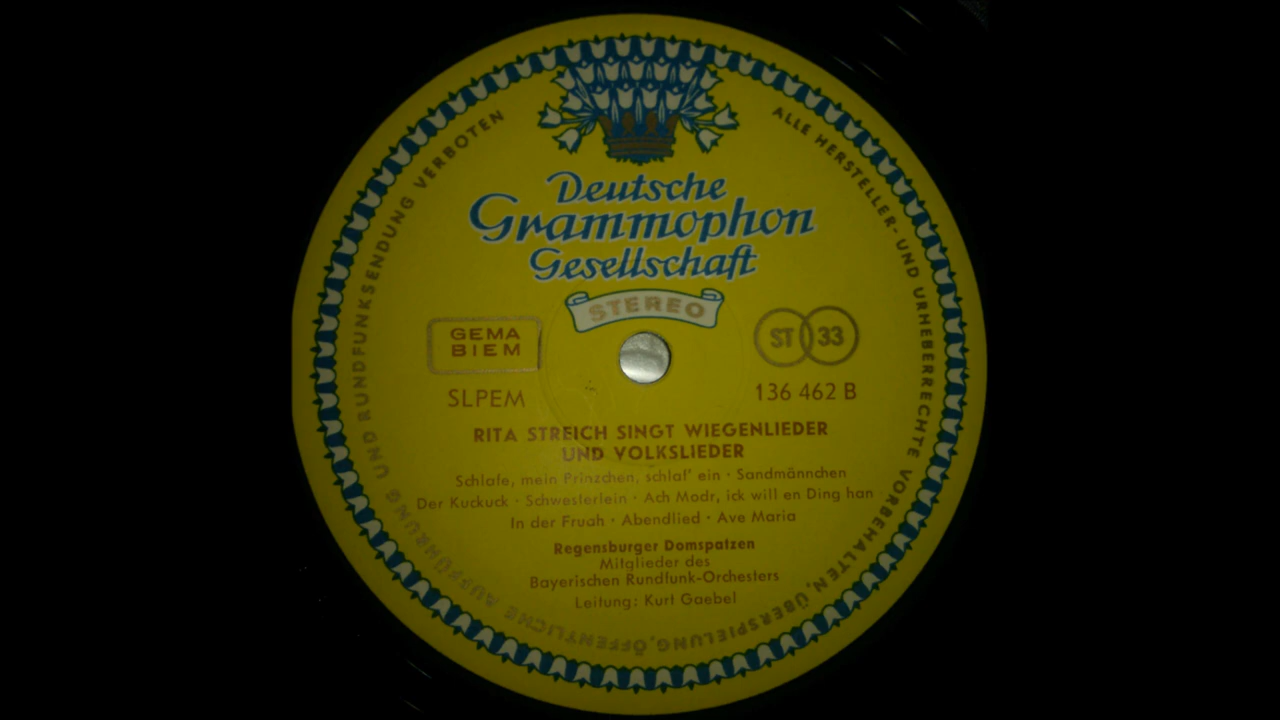 Deutsche
Grammophon
Gesellschaft
STEREO
GEMA
BIEM
ST 33
SLPEM
136 462 B
RITA STREICH SINGT WIEGENLIEDER
UND VOLKSLIEDER
Schlafe, mein Prinzchen, schlaf' ein · Sandmännchen
Der Kuckuck · Schwesterlein · Ach Modr, ick will en Ding han
In der Fruah · Abendlied · Ave Maria
Regensburger Domspatzen
Mitglieder des
Bayerischen Rundfunk-Orchesters
Leitung: Kurt Gaebel
ALLE HERSTELLER- UND URHEBERRECHTE VORBEHALTEN, ÜBERSPIELUNG, ÖFFENTLICHE AUFFÜHRUNG UND RUNDFUNKSENDUNG VERBOTEN